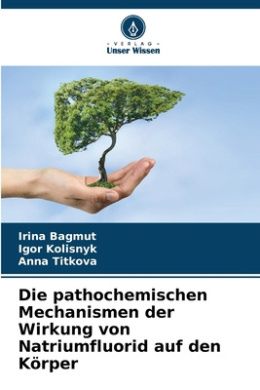 • VERLAG •
Unser Wissen
Irina Bagmut
Igor Kolisnyk
Anna Titkova
Die pathochemischen
Mechanismen der
Wirkung von
Natriumfluorid auf den
Körper